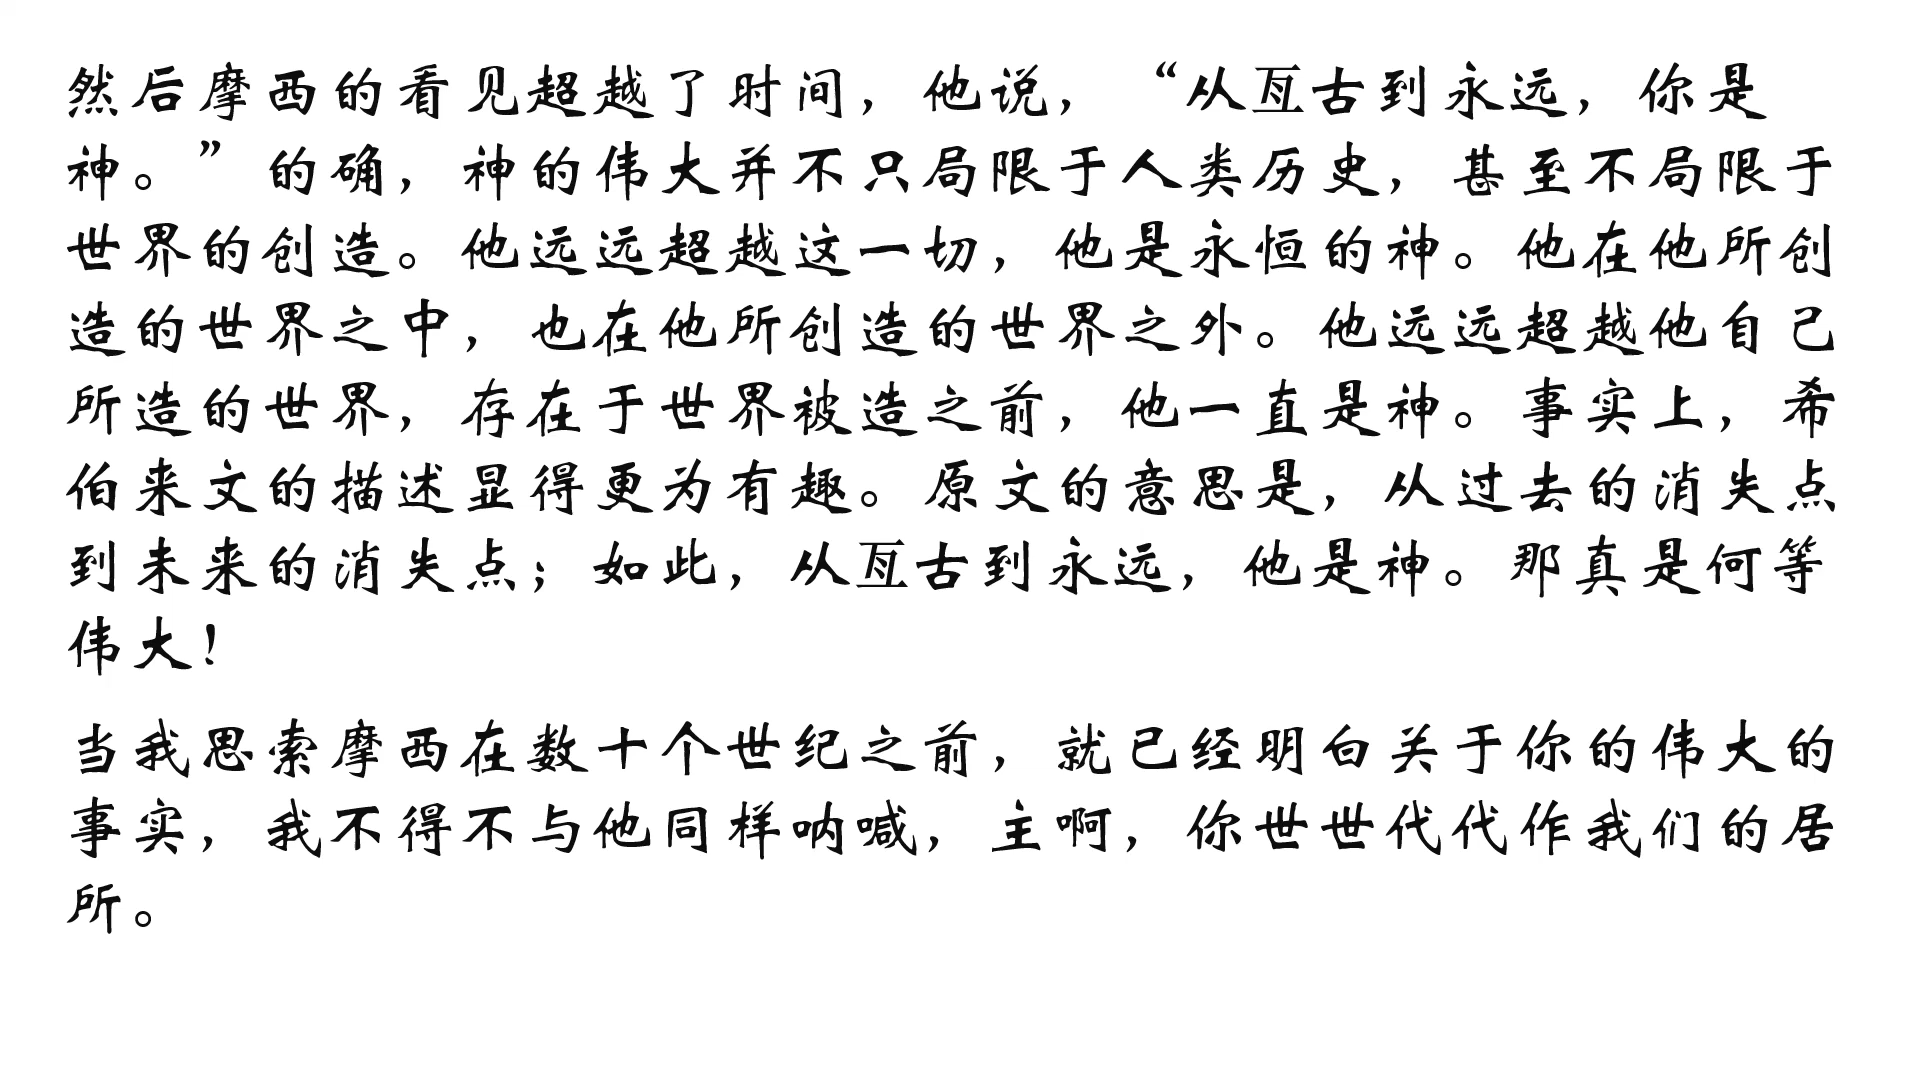 然后摩西的看见超越了时间，他说，“从亙古到永远，你是
神。”的确，神的伟大并不只局限于人类历史，甚至不局限于
世界的创造。他远远超越这一切，他是永恒的神。他在他所创
造的世界之中，也在他所创造的世界之外。他远远超越他自己
所造的世界，存在于世界被造之前，他一直是神。事实上，希
伯来文的描述显得更为有趣。原文的意思是，从过去的消失点
到未来的消失点；如此，从亙古到永远，他是神。那真是何等
伟大！
当我思索摩西在数十个世纪之前，就已经明白关于你的伟大的
事实，我不得不与他同样呐喊，主啊，你世世代代作我们的居
所。